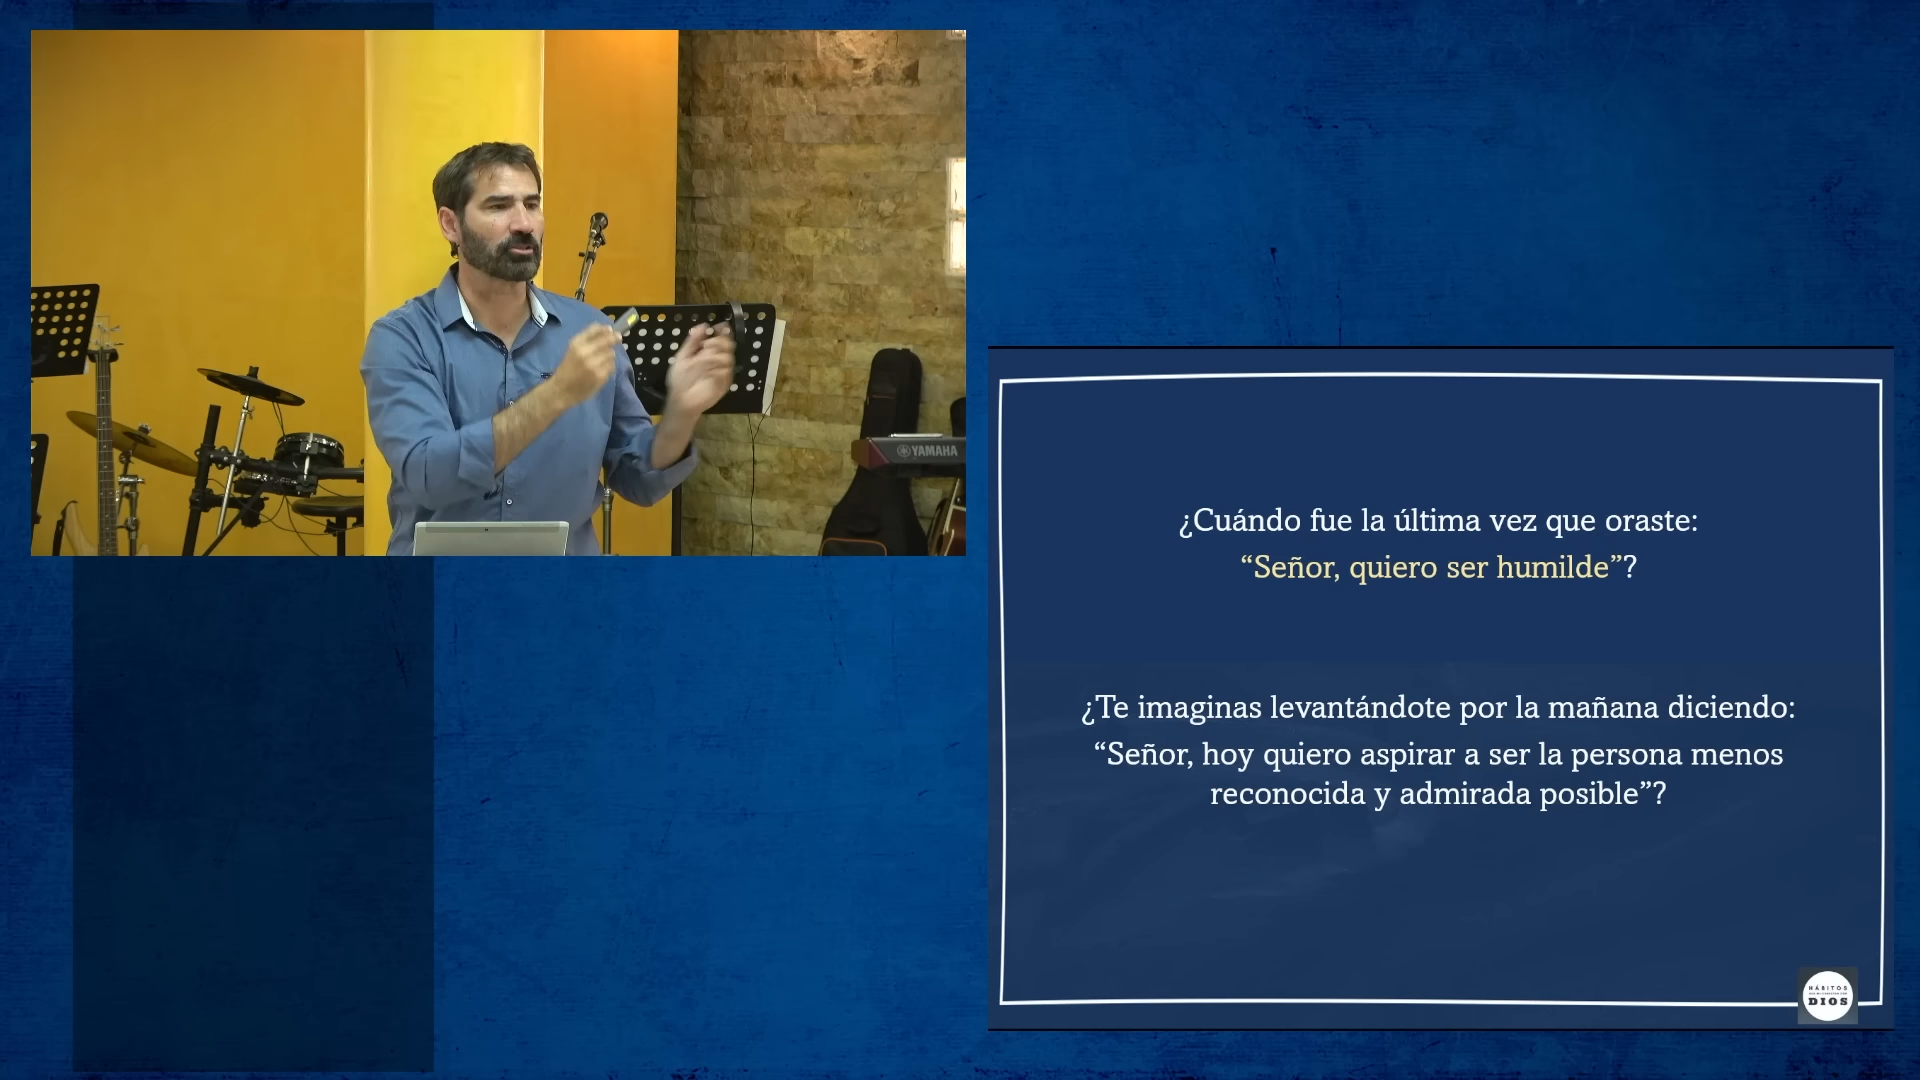 YAMAHA
¿Cuándo fue la última vez que oraste:
“Señor, quiero ser humilde”?
¿Te imaginas levantándote por la mañana diciendo:
“Señor, hoy quiero aspirar a ser la persona menos
reconocida y admirada posible”?
HÁBITOS
DIOS